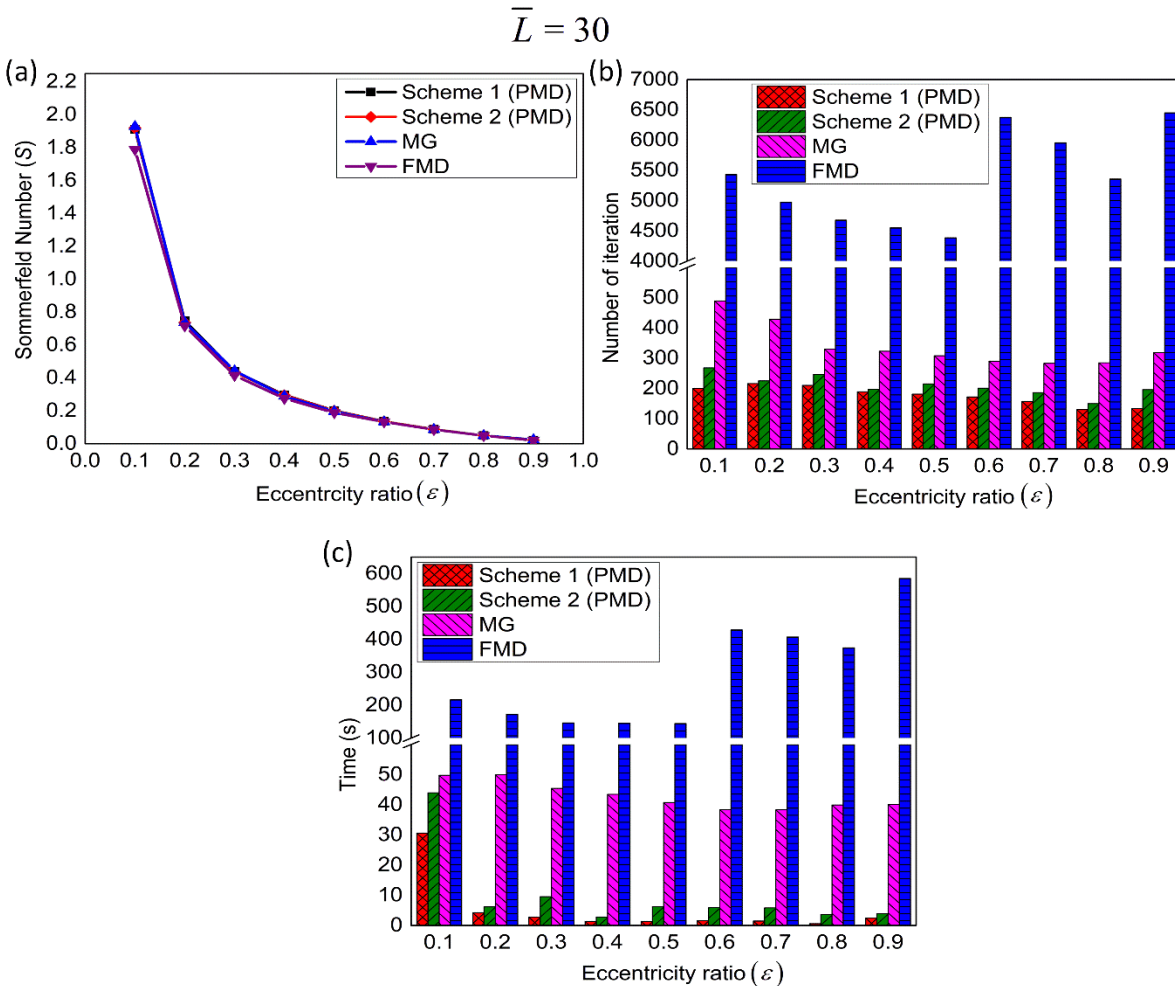 L̅ = 30
(a)
2.2
2.0
1.8
1.6
1.4
1.2
1.0
0.8
0.6
0.4
0.2
0.0
Sommerfeld Number (S)
Scheme 1 (PMD)
Scheme 2 (PMD)
MG
FMD
0.0 0.1 0.2 0.3 0.4 0.5 0.6 0.7 0.8 0.9 1.0
Eccentrcity ratio (ε)
(b)
7000
6500
6000
5500
5000
4500
4000
500
400
300
200
100
0
Number of iteration
Scheme 1 (PMD)
Scheme 2 (PMD)
MG
FMD
0.1 0.2 0.3 0.4 0.5 0.6 0.7 0.8 0.9
Eccentricity ratio (ε)
(c)
600
500
400
300
200
100
50
40
30
20
10
0
Time (s)
Scheme 1 (PMD)
Scheme 2 (PMD)
MG
FMD
0.1 0.2 0.3 0.4 0.5 0.6 0.7 0.8 0.9
Eccentricity ratio (ε)